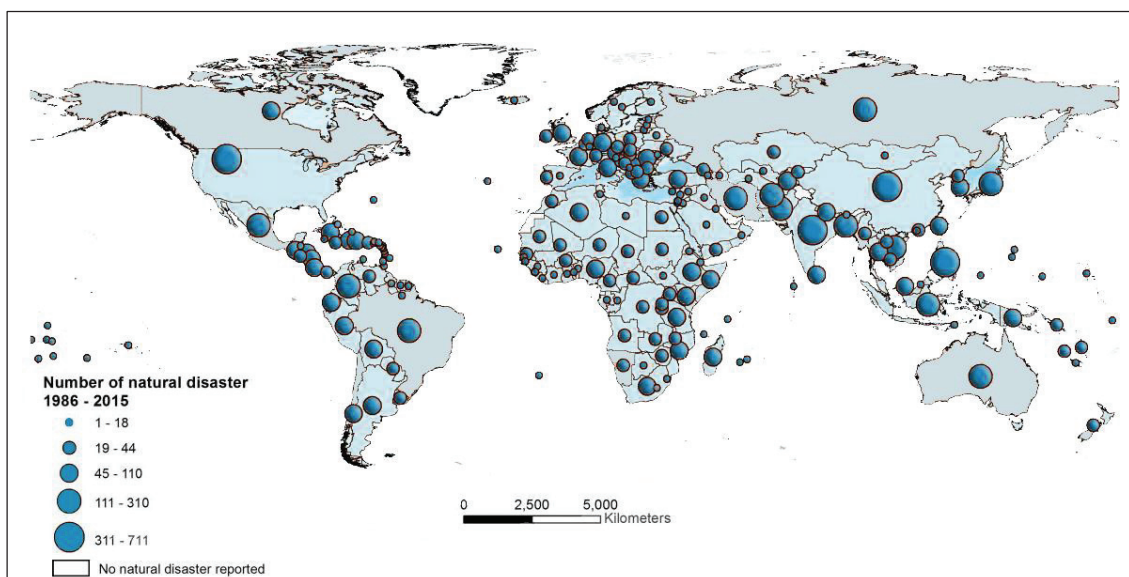 Number of natural disaster
1986 - 2015
1 - 18
19 - 44
45 - 110
111 - 310
311 - 711
No natural disaster reported
0 2,500 5,000
Kilometers